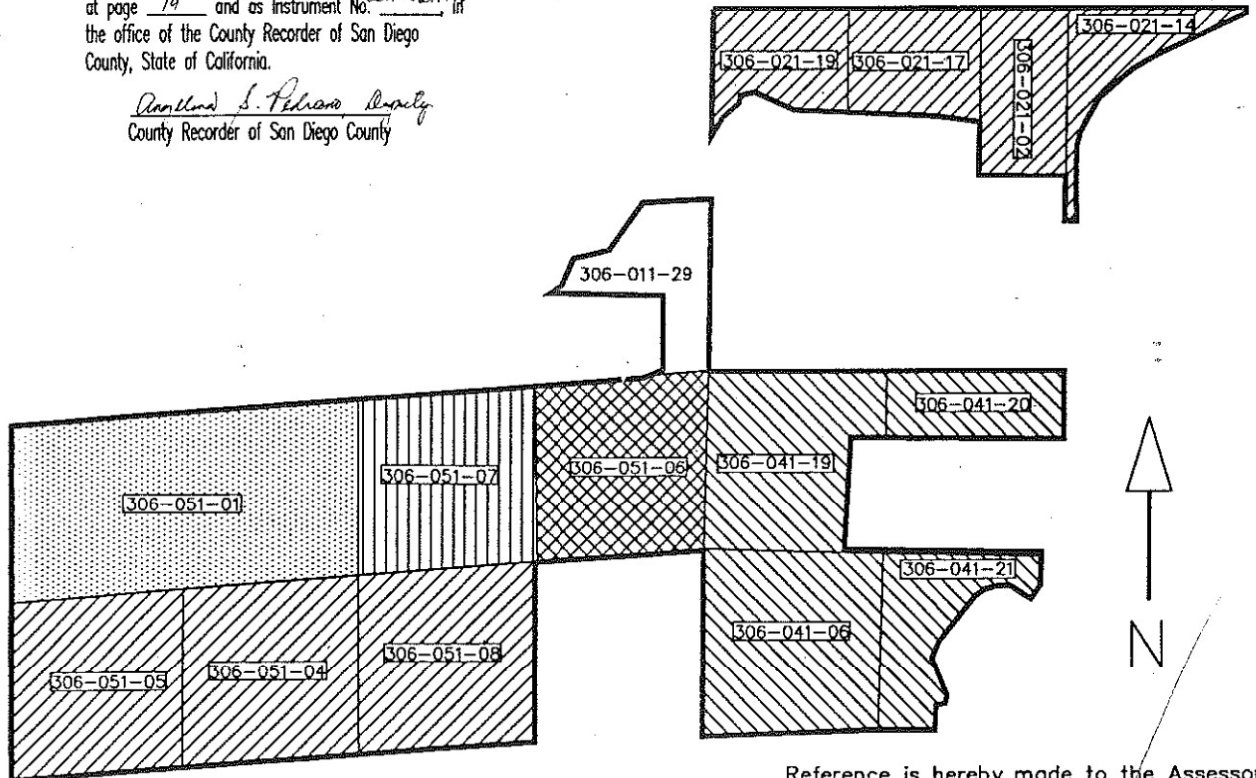 at page 19 and as Instrument No. in
the office of the County Recorder of San Diego
County, State of California.
S. Pedrano Deputy
County Recorder of San Diego County
306-021-19
306-021-17
306-021-02
306-021-14
306-011-29
306-041-20
306-051-01
306-051-07
306-051-06
306-041-19
306-041-21
306-051-05
306-051-04
306-051-08
306-041-06
N
Reference is hereby made to the Assessor